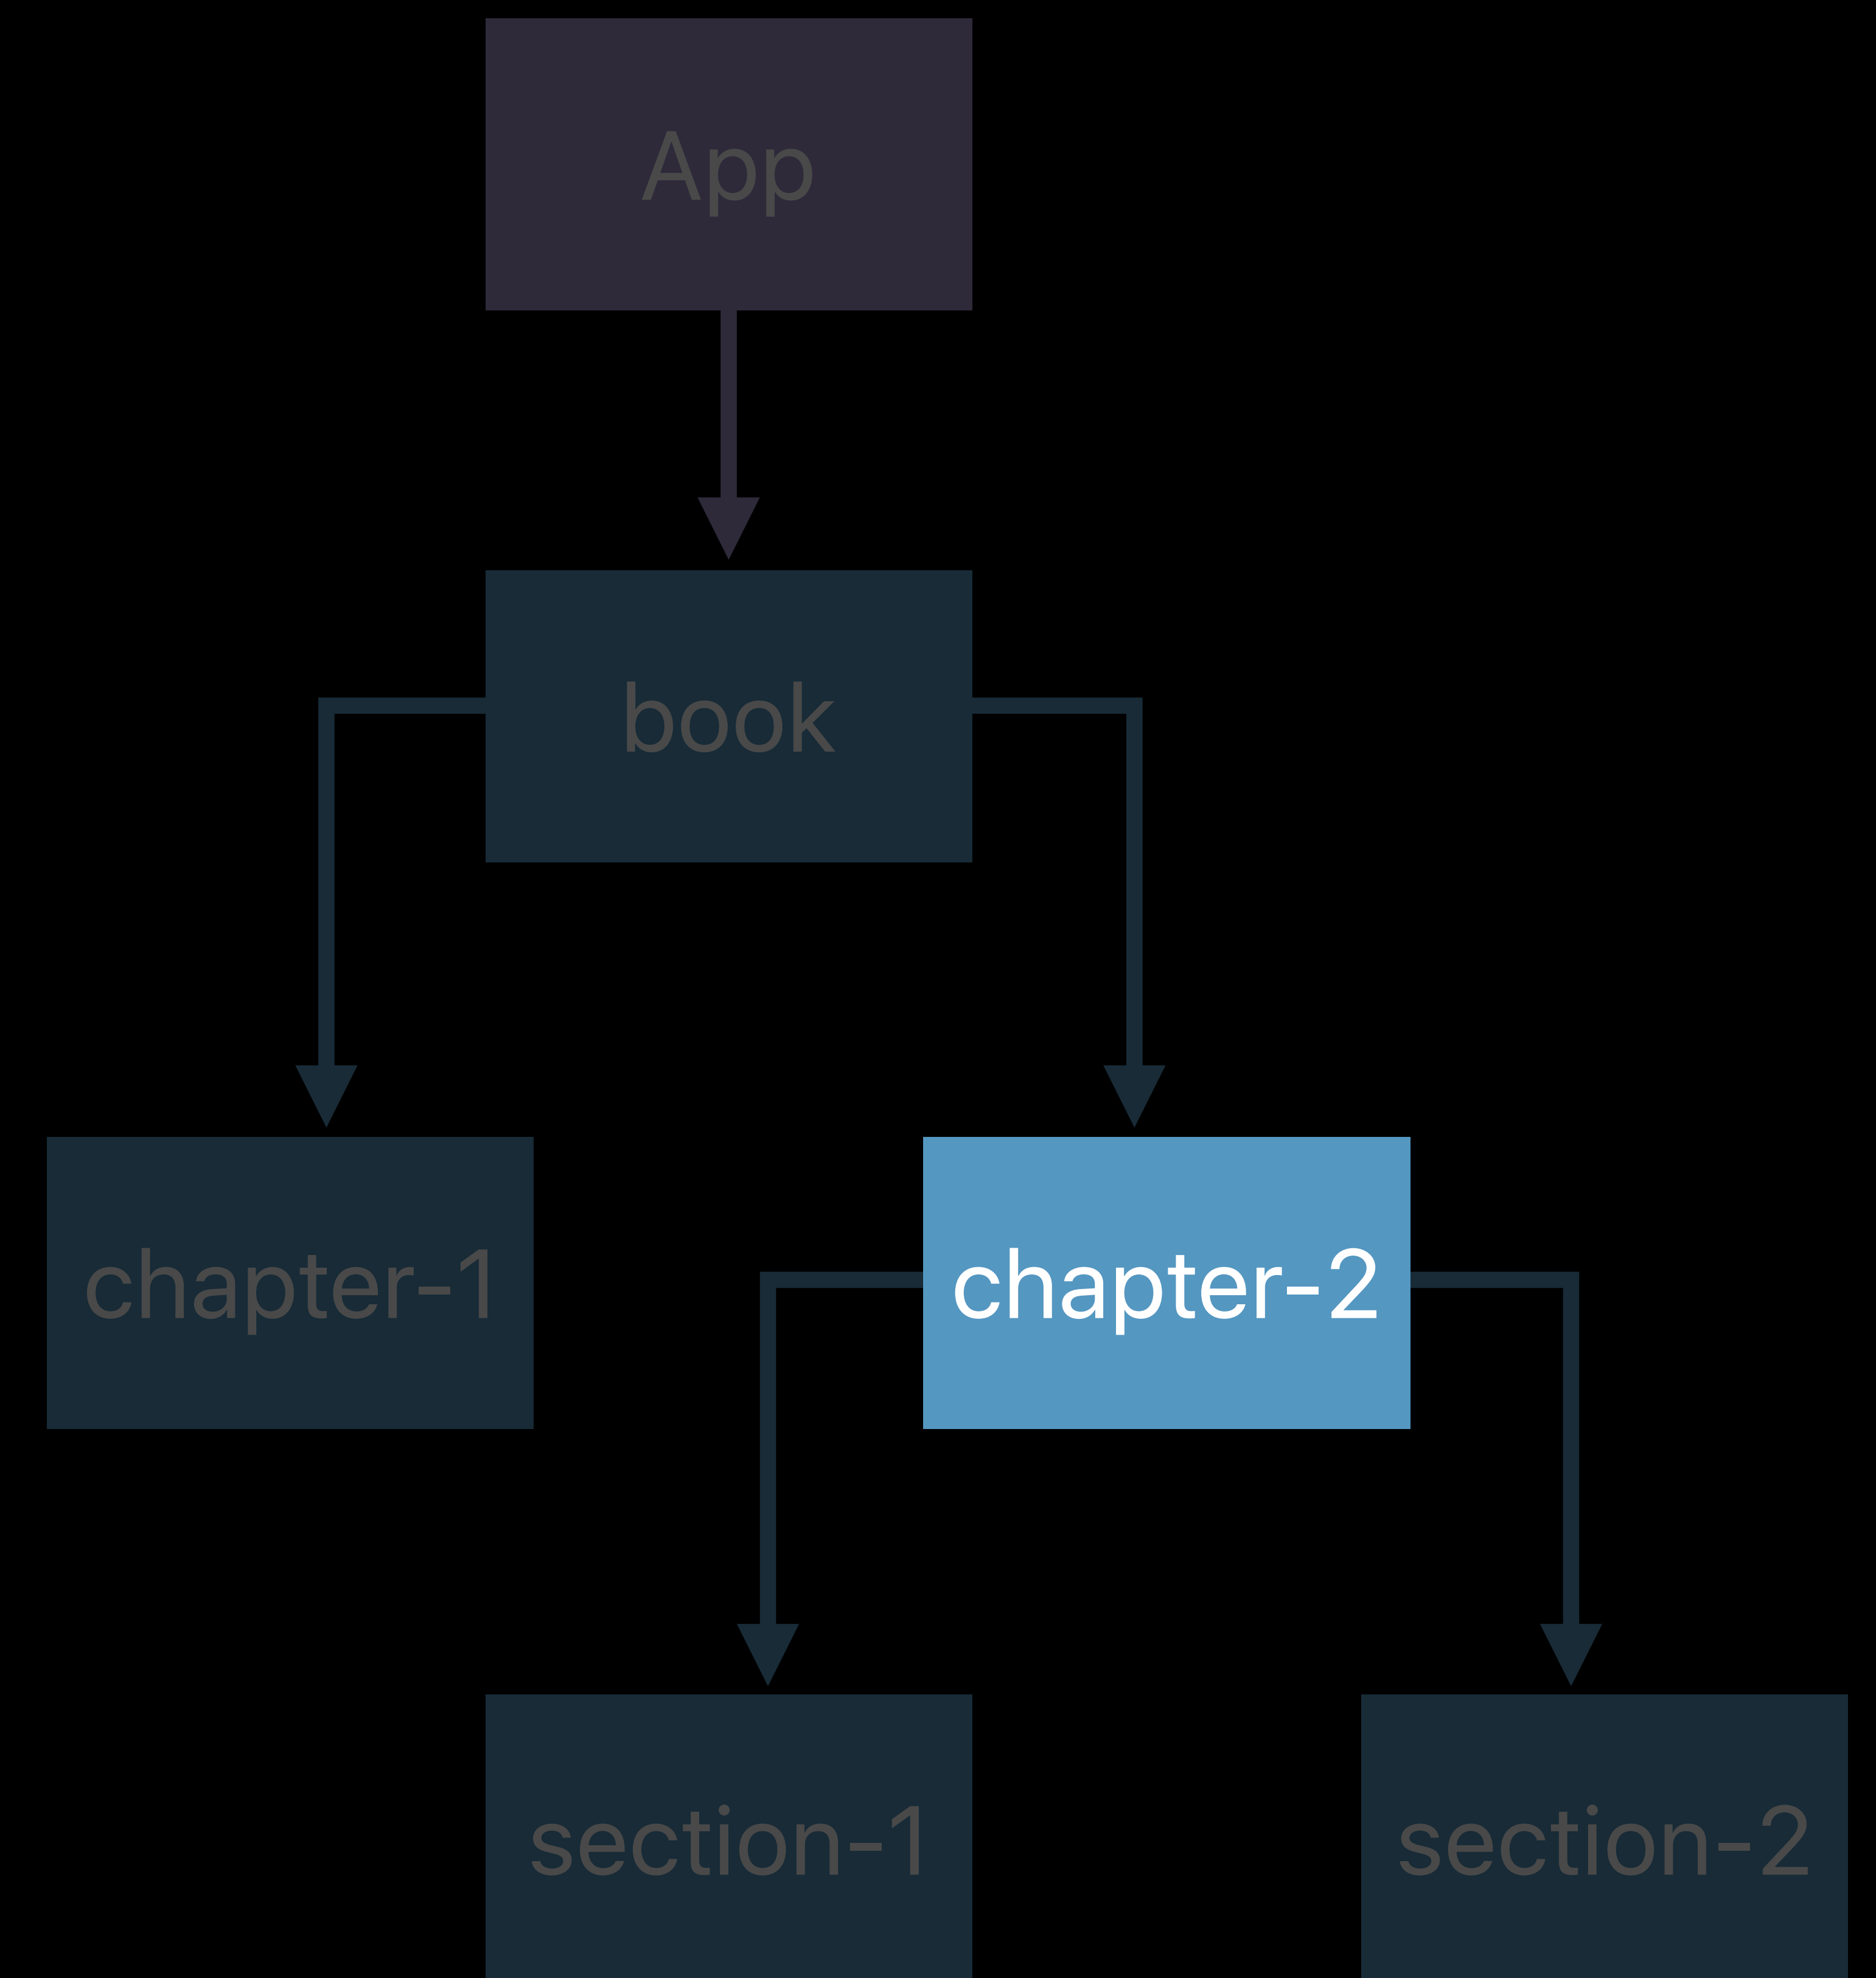 App
book
chapter-1
chapter-2
section-1
section-2